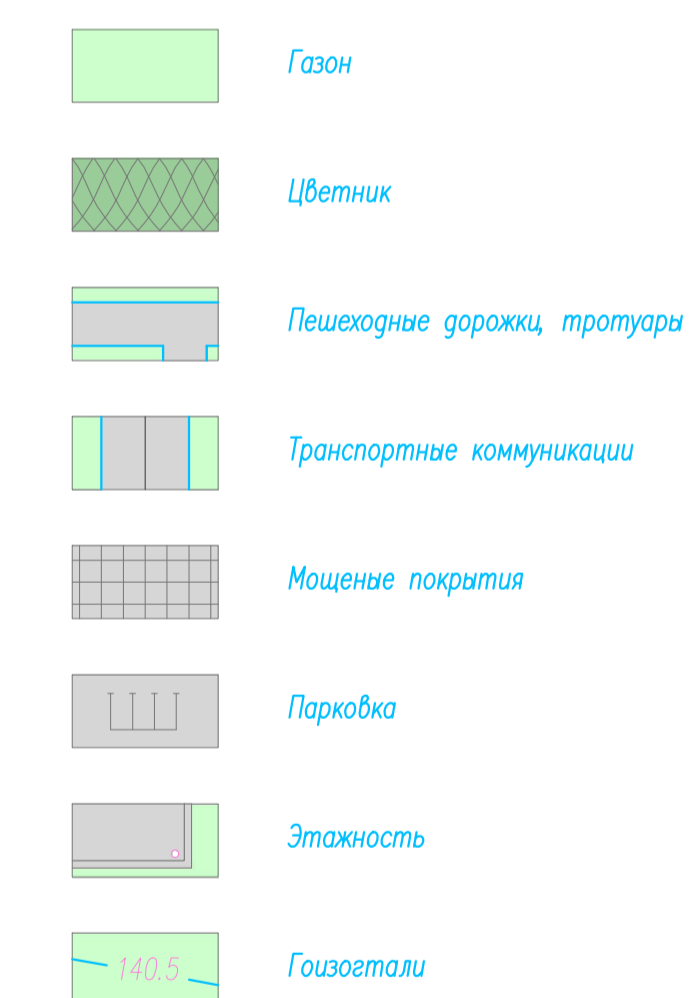 Газон
Цветник
Пешеходные дорожки, тротуары
Транспортные коммуникации
Мощеные покрытия
Парковка
Этажность
140.5 Гоизогтали